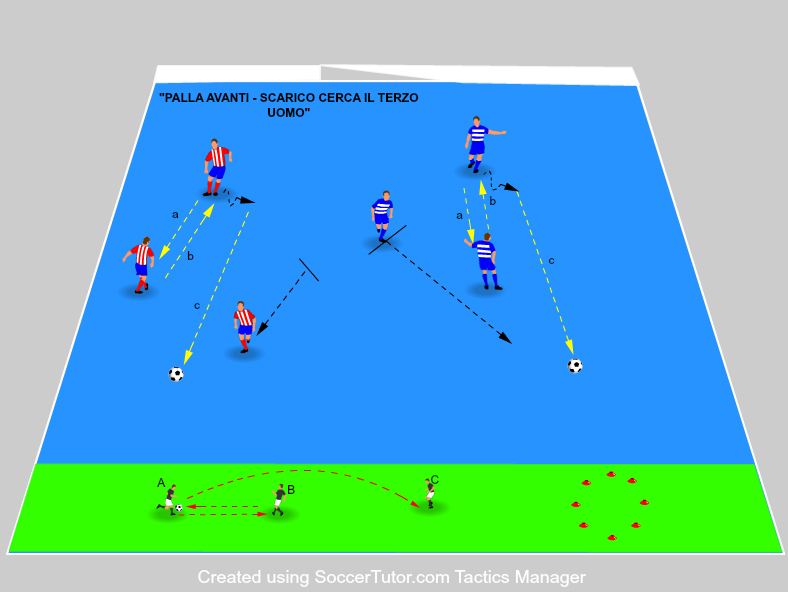 "PALLA AVANTI - SCARICO CERCA IL TERZO
UOMO"
a
b
c
a
b
c
A
B
C
Created using SoccerTutor.com Tactics Manager